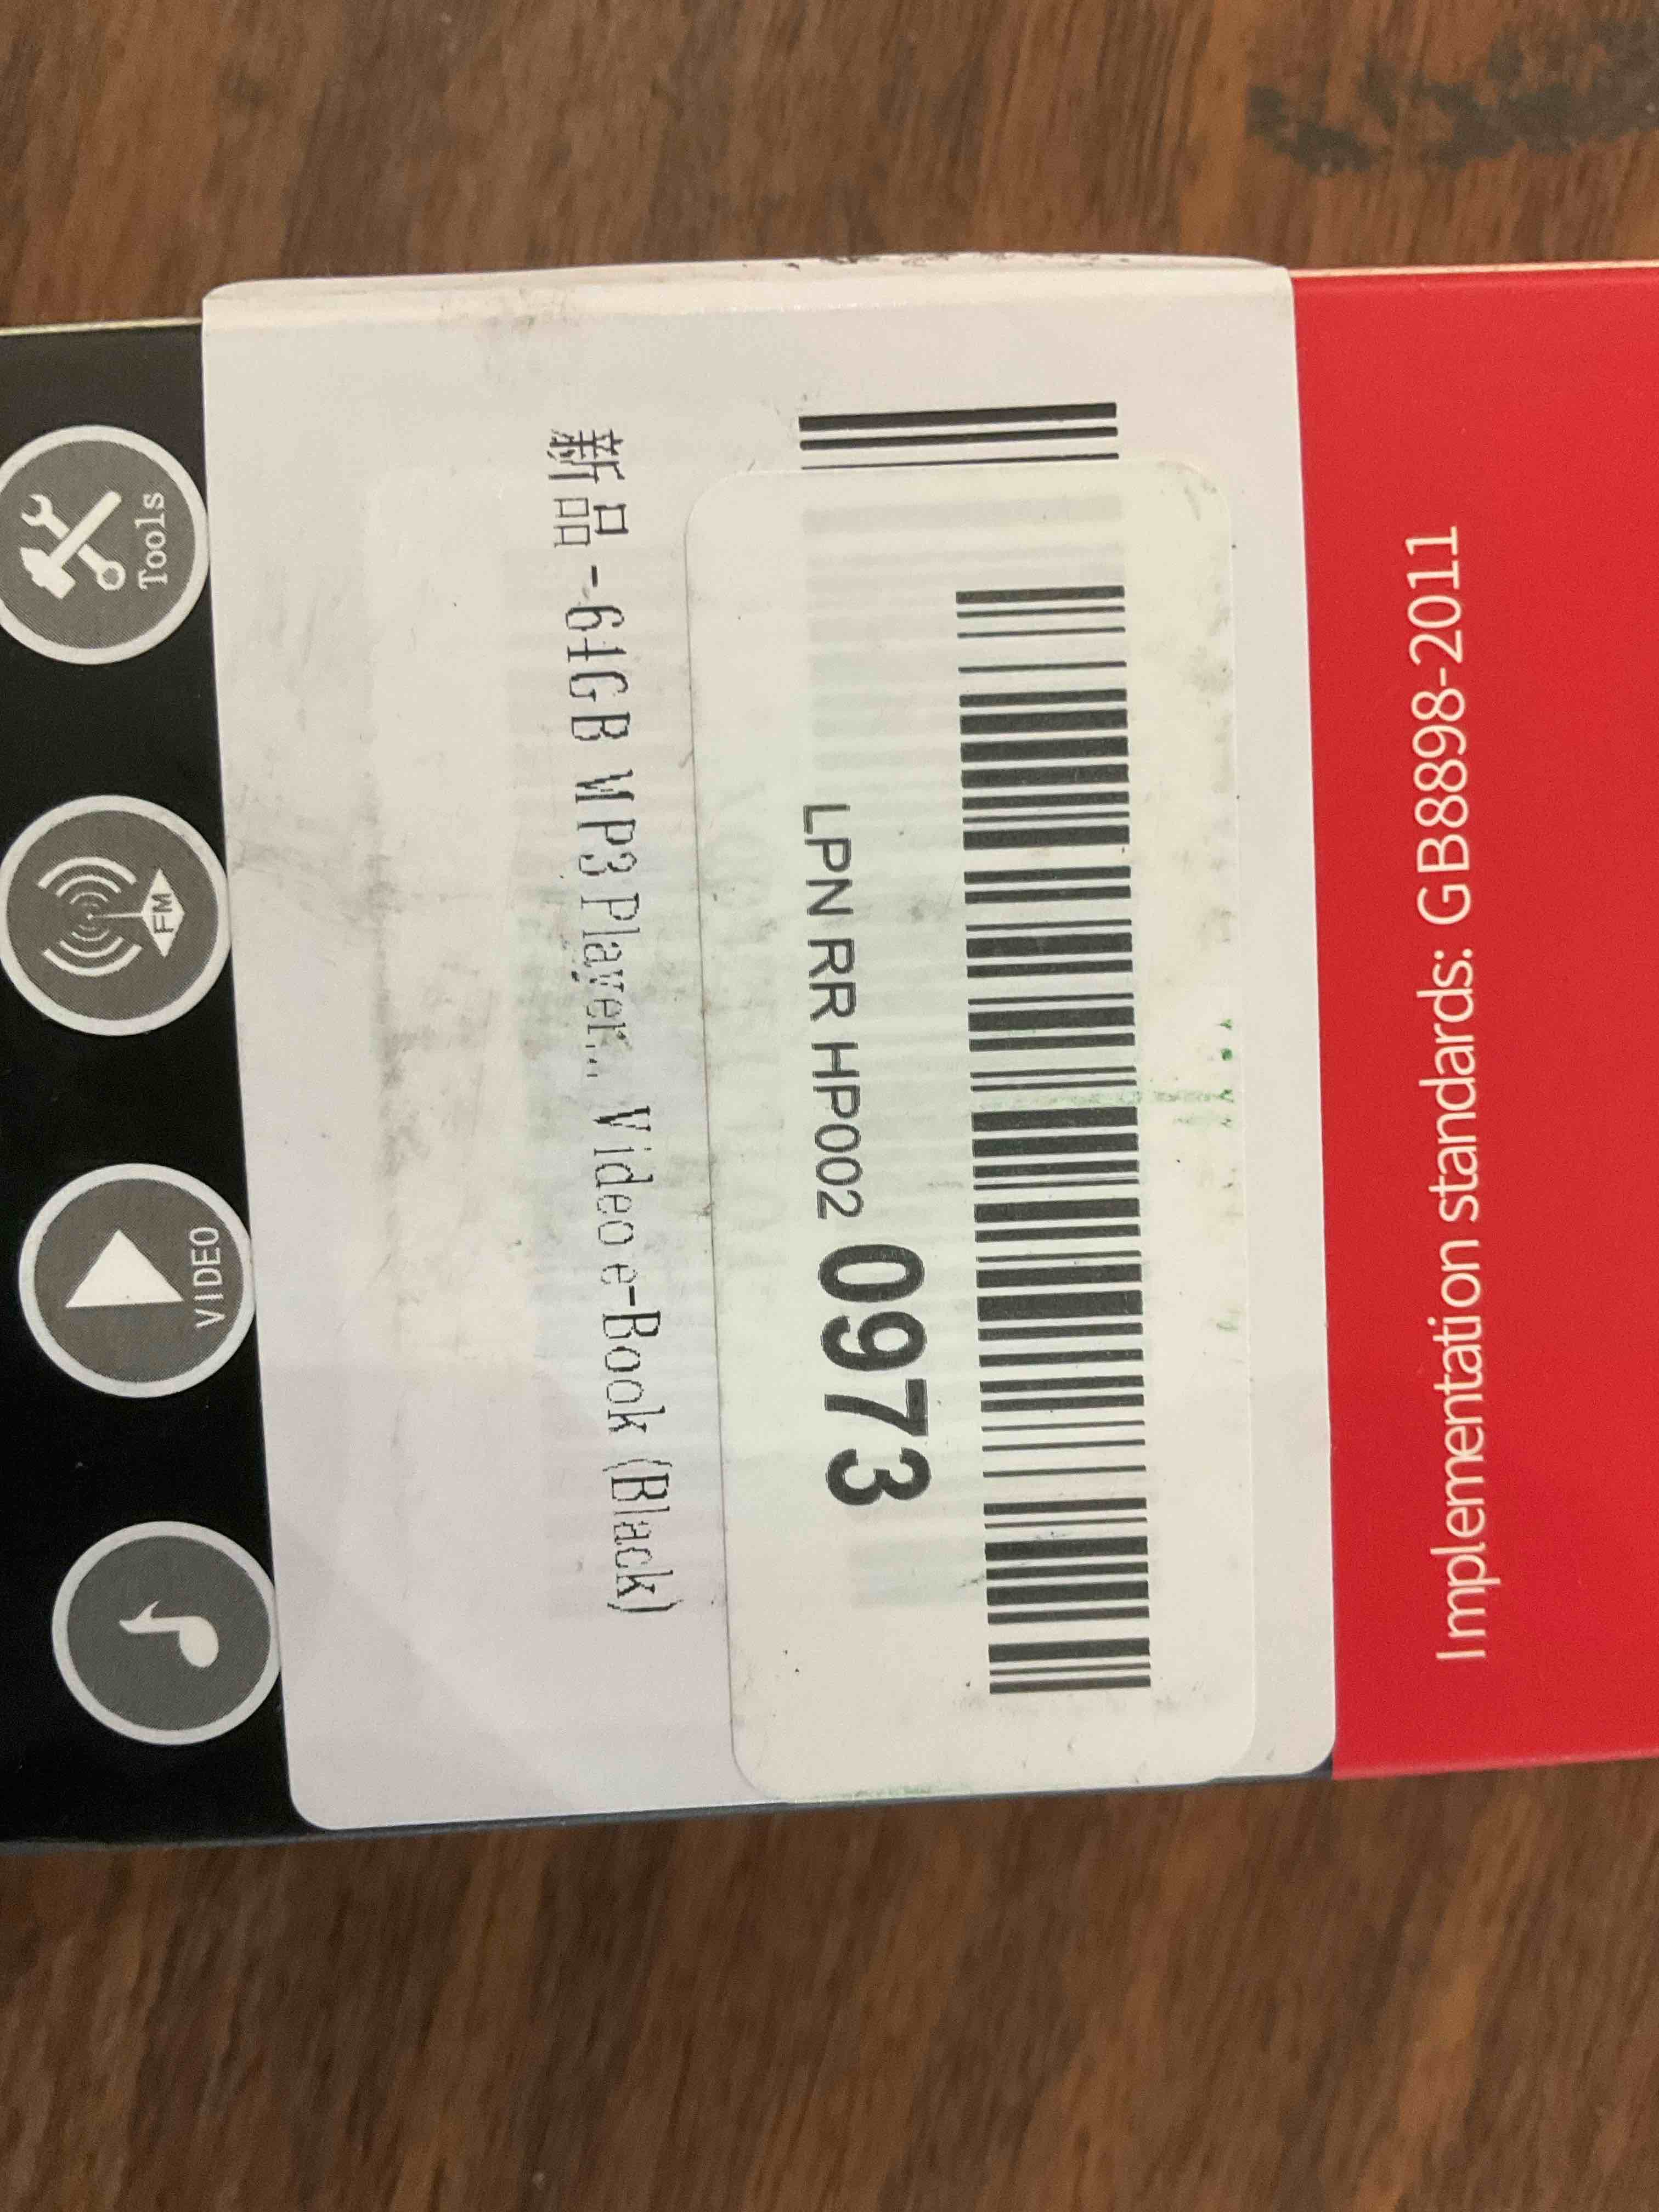 Tools
FM
VIDEO
新品 - 64GB MP3 Player... Video e-Book (Black)
LPN RR HP002 0973
Implementation standards: GB8898-2011